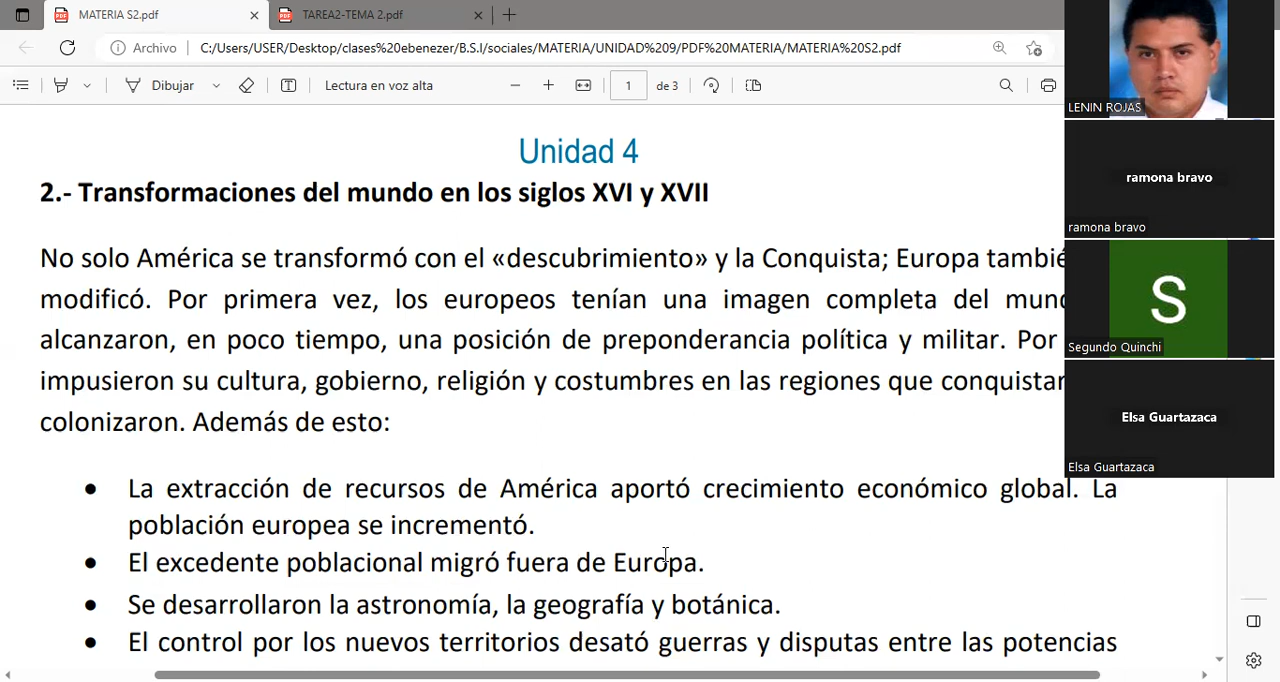 MATERIA S2.pdf
TAREA2-TEMA 2.pdf
Archivo
C:/Users/USER/Desktop/clases%20ebenezer/B.S.I/sociales/MATERIA/UNIDAD%209/PDF%20MATERIA/MATERIA%20S2.pdf
Dibujar
Lectura en voz alta
1
de 3
Unidad 4
2.- Transformaciones del mundo en los siglos XVI y XVII
No solo América se transformó con el «descubrimiento» y la Conquista; Europa tambié
modificó. Por primera vez, los europeos tenían una imagen completa del mund
alcanzaron, en poco tiempo, una posición de preponderancia política y militar. Por
impusieron su cultura, gobierno, religión y costumbres en las regiones que conquistar
colonizaron. Además de esto:
• La extracción de recursos de América aportó crecimiento económico global. La
población europea se incrementó.
• El excedente poblacional migró fuera de Europa.
• Se desarrollaron la astronomía, la geografía y botánica.
• El control por los nuevos territorios desató guerras y disputas entre las potencias
LENIN ROJAS
ramona bravo
ramona bravo
S
Segundo Quinchi
Elsa Guartazaca
Elsa Guartazaca